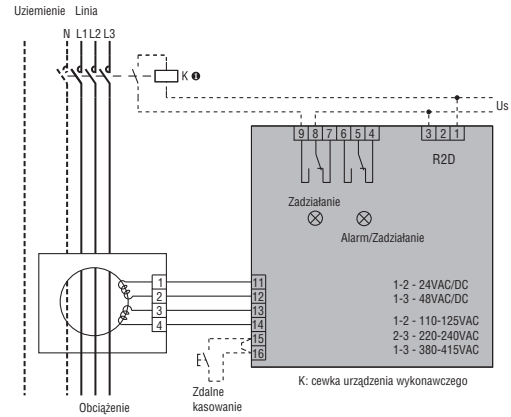 Uziemienie Linia
N L1 L2 L3
K ❶
Us
9 8 7 6 5 4 3 2 1
R2D
Zadziałanie
Alarm/Zadziałanie
1 11
2 12
3 13
4 14
15
16
1-2 - 24VAC/DC
1-3 - 48VAC/DC
1-2 - 110-125VAC
2-3 - 220-240VAC
1-3 - 380-415VAC
K: cewka urządzenia wykonawczego
E
Zdalne
kasowanie
Obciążenie